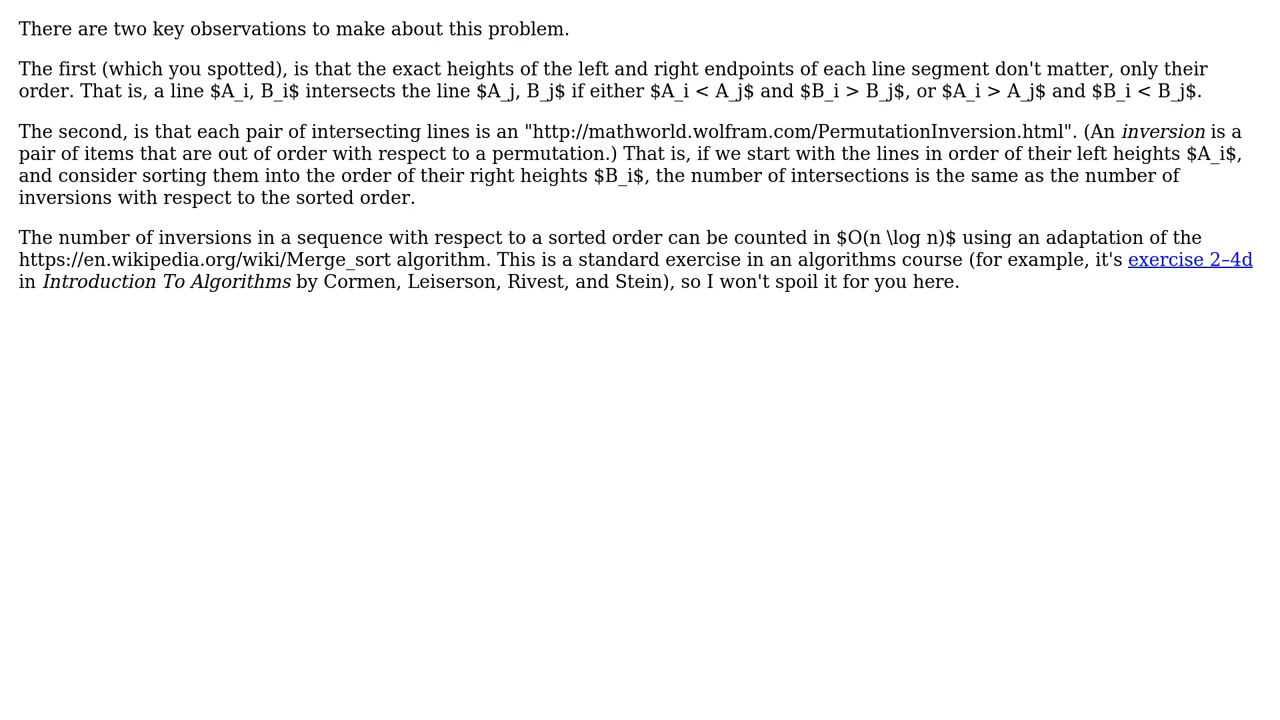 There are two key observations to make about this problem.
The first (which you spotted), is that the exact heights of the left and right endpoints of each line segment don't matter, only their
order. That is, a line $A_i, B_i$ intersects the line $A_j, B_j$ if either $A_i < A_j$ and $B_i > B_j$, or $A_i > A_j$ and $B_i < B_j$.
The second, is that each pair of intersecting lines is an "http://mathworld.wolfram.com/PermutationInversion.html". (An inversion is a
pair of items that are out of order with respect to a permutation.) That is, if we start with the lines in order of their left heights $A_i$,
and consider sorting them into the order of their right heights $B_i$, the number of intersections is the same as the number of
inversions with respect to the sorted order.
The number of inversions in a sequence with respect to a sorted order can be counted in $O(n \log n)$ using an adaptation of the
https://en.wikipedia.org/wiki/Merge_sort algorithm. This is a standard exercise in an algorithms course (for example, it's exercise 2–4d
in Introduction To Algorithms by Cormen, Leiserson, Rivest, and Stein), so I won't spoil it for you here.